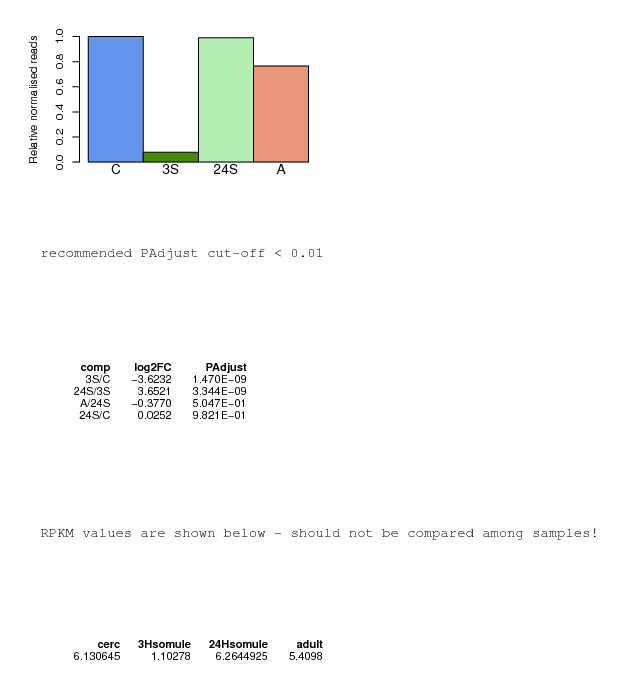 Relative normalised reads
1.0
0.8
0.6
0.4
0.2
0.0
C 3S 24S A
recommended PAdjust cut-off < 0.01
comp log2FC PAdjust
3S/C −3.6232 1.470E−09
24S/3S 3.6521 3.344E−09
A/24S −0.3770 5.047E−01
24S/C 0.0252 9.821E−01
RPKM values are shown below - should not be compared among samples!
cerc 3Hsomule 24Hsomule adult
6.130645 1.10278 6.2644925 5.4098